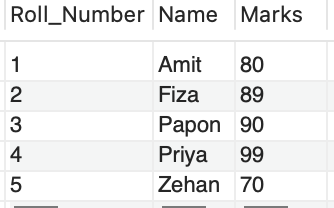 Roll_Number Name Marks
1 Amit 80
2 Fiza 89
3 Papon 90
4 Priya 99
5 Zehan 70